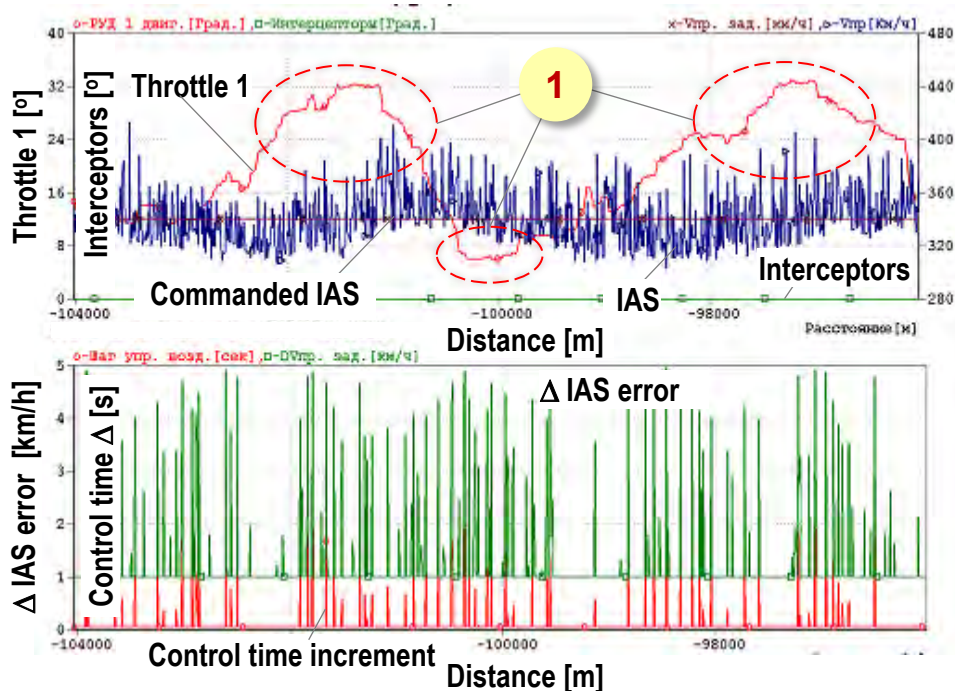 о-РУД 1 двиг.[Град.],□-Интерцепторы[Град.]
x-Vпр. зад.[км/ч],о-Vпр[Км/ч]
40
32
24
16
8
0
480
440
400
360
320
280
Throttle 1 [º]
Interceptors [º]
Throttle 1
1
Commanded IAS
IAS
Interceptors
-104000
-100000
-98000
Distance [m]
Расстояние[м]
о-Шаг упр. возд.[сек],□-DVпр. зад.[км/ч]
5
4
3
2
1
0
Δ IAS error [km/h]
Control time Δ [s]
Δ IAS error
-104000
-100000
-98000
Control time increment
Distance [m]